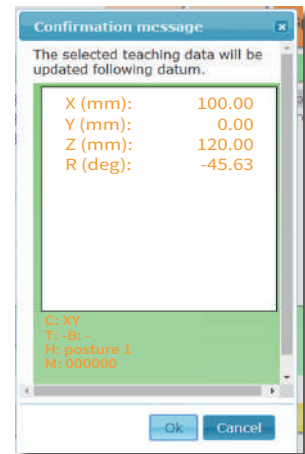 Confirmation message
The selected teaching data will be
updated following datum.
X (mm): 100.00
Y (mm): 0.00
Z (mm): 120.00
R (deg): -45.63
C: XY
T: -B: -
H: posture 1
M: 000000
Ok Cancel